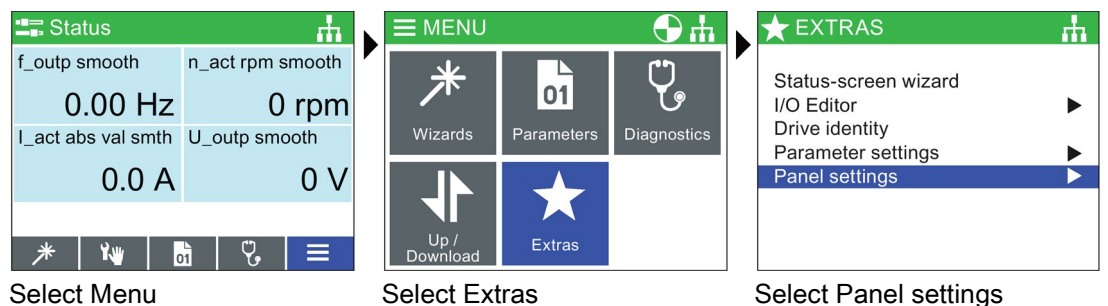 Status
f_outp smooth
n_act rpm smooth
0.00 Hz
0 rpm
I_act abs val smth
U_outp smooth
0.0 A
0 V
01
Select Menu
MENU
Wizards
01
Parameters
Diagnostics
Up /
Download
Extras
Select Extras
EXTRAS
Status-screen wizard
I/O Editor
Drive identity
Parameter settings
Panel settings
Select Panel settings